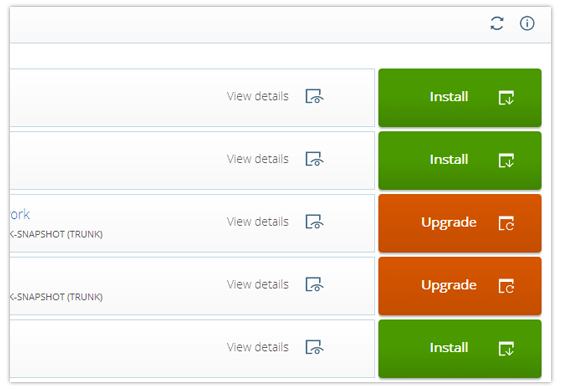 View details Install
View details Install
ork
View details Upgrade
K-SNAPSHOT (TRUNK)
View details Upgrade
K-SNAPSHOT (TRUNK)
View details Install